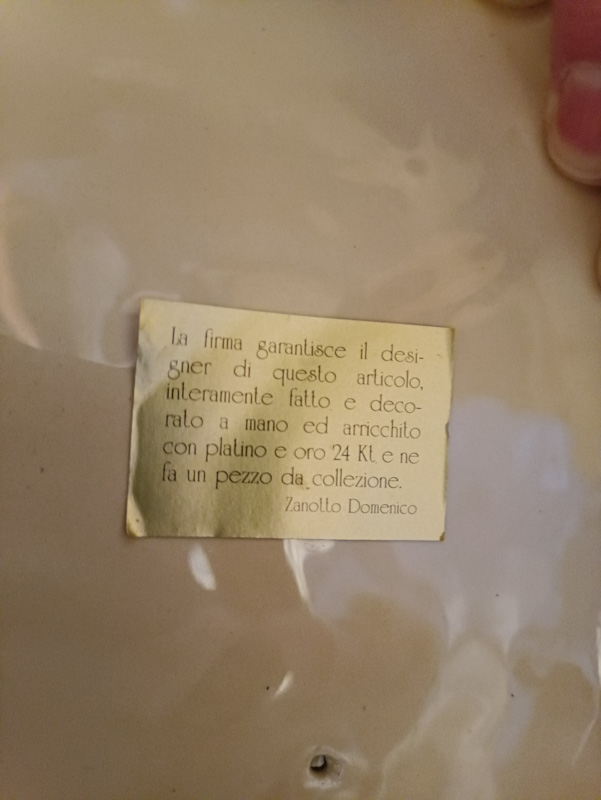 La firma garantisce il desi-
gner di questo articolo,
interamente fatto e deco-
rato a mano ed arricchito
con platino e oro 24 Kt e ne
fa un pezzo da collezione.
Zanotto Domenico